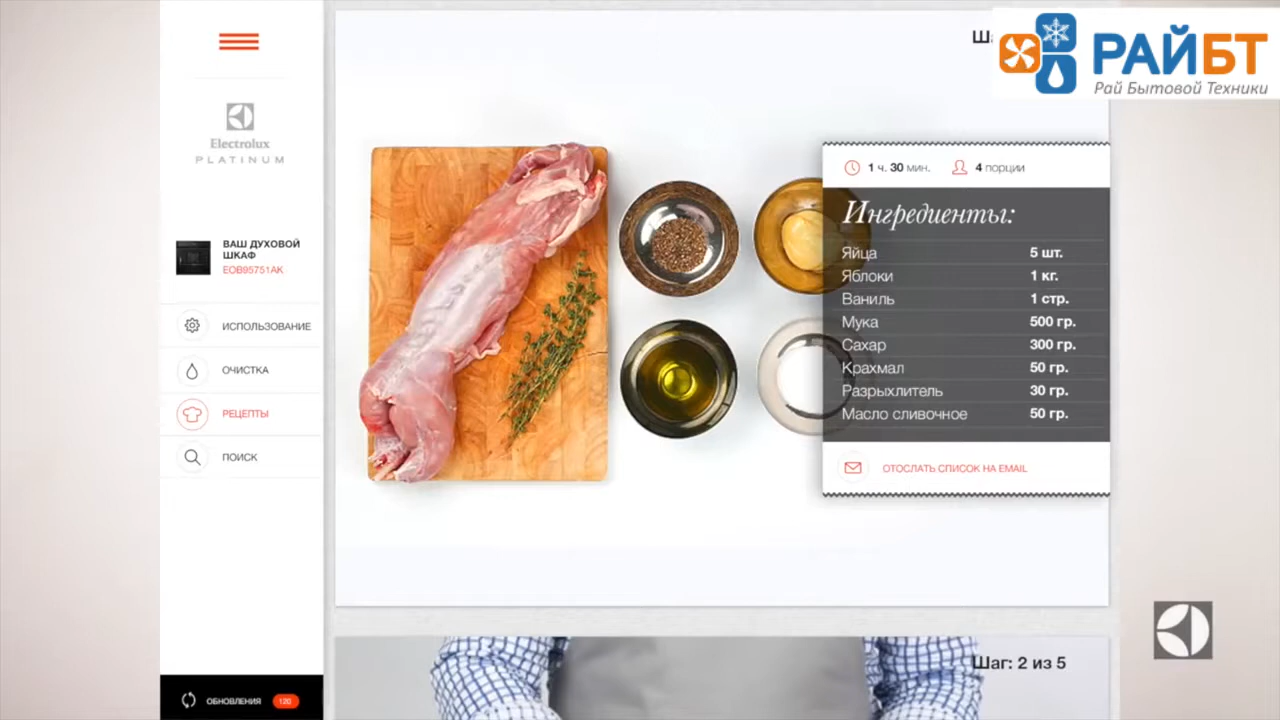 Electrolux
PLATINUM
ВАШ ДУХОВОЙ
ШКАФ
EOB95751AK
ИСПОЛЬЗОВАНИЕ
ОЧИСТКА
РЕЦЕПТЫ
ПОИСК
ОБНОВЛЕНИЯ 120
РАЙБТ
Рай Бытовой Техники
1 ч. 30 мин. 4 порции
Ингредиенты:
Яйца 5 шт.
Яблоки 1 кг.
Ваниль 1 стр.
Мука 500 гр.
Сахар 300 гр.
Крахмал 50 гр.
Разрыхлитель 30 гр.
Масло сливочное 50 гр.
ОТОСЛАТЬ СПИСОК НА EMAIL
Шаг: 2 из 5